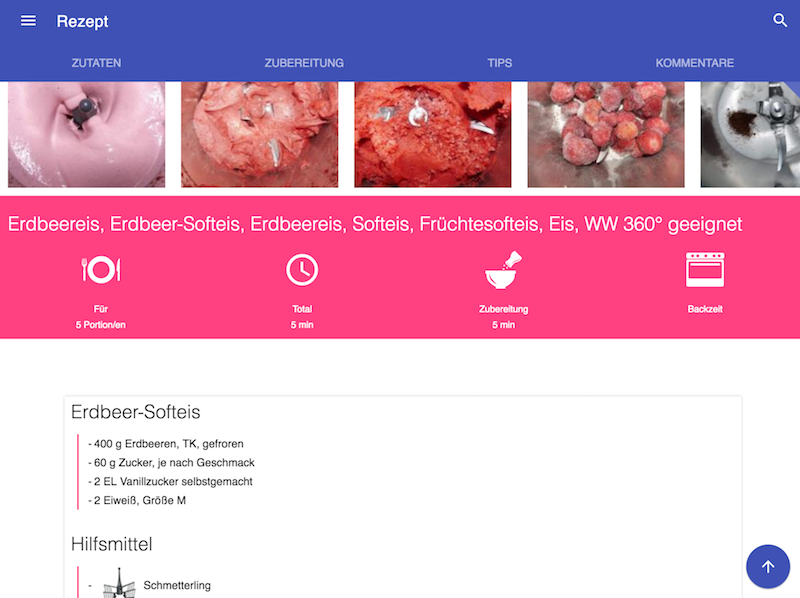 Rezept
ZUTATEN ZUBEREITUNG TIPS KOMMENTARE
Erdbeereis, Erdbeer-Softeis, Erdbeereis, Softeis, Früchtesofteis, Eis, WW 360° geeignet
Für Total Zubereitung Backzeit
5 Portion/en 5 min 5 min
Erdbeer-Softeis
- 400 g Erdbeeren, TK, gefroren
- 60 g Zucker, je nach Geschmack
- 2 EL Vanillzucker selbstgemacht
- 2 Eiweiß, Größe M
Hilfsmittel
- Schmetterling